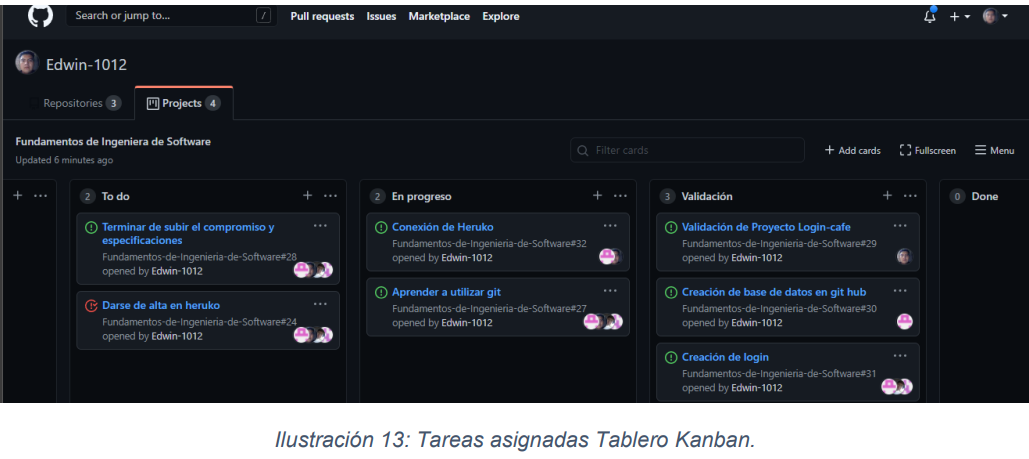 Search or jump to...
/
Pull requests
Issues
Marketplace
Explore
Edwin-1012
Repositories 3
Projects 4
Fundamentos de Ingeniera de Software
Updated 6 minutes ago
Filter cards
+ Add cards
Fullscreen
Menu
2 To do
Terminar de subir el compromiso y
especificaciones
Fundamentos-de-Ingenieria-de-Software#28
opened by Edwin-1012
Darse de alta en heruko
Fundamentos-de-Ingenieria-de-Software#24
opened by Edwin-1012
2 En progreso
Conexión de Heruko
Fundamentos-de-Ingenieria-de-Software#32
opened by Edwin-1012
Aprender a utilizar git
Fundamentos-de-Ingenieria-de-Software#27
opened by Edwin-1012
3 Validación
Validación de Proyecto Login-cafe
Fundamentos-de-Ingenieria-de-Software#29
opened by Edwin-1012
Creación de base de datos en git hub
Fundamentos-de-Ingenieria-de-Software#30
opened by Edwin-1012
Creación de login
Fundamentos-de-Ingenieria-de-Software#31
opened by Edwin-1012
0 Done
Ilustración 13: Tareas asignadas Tablero Kanban.